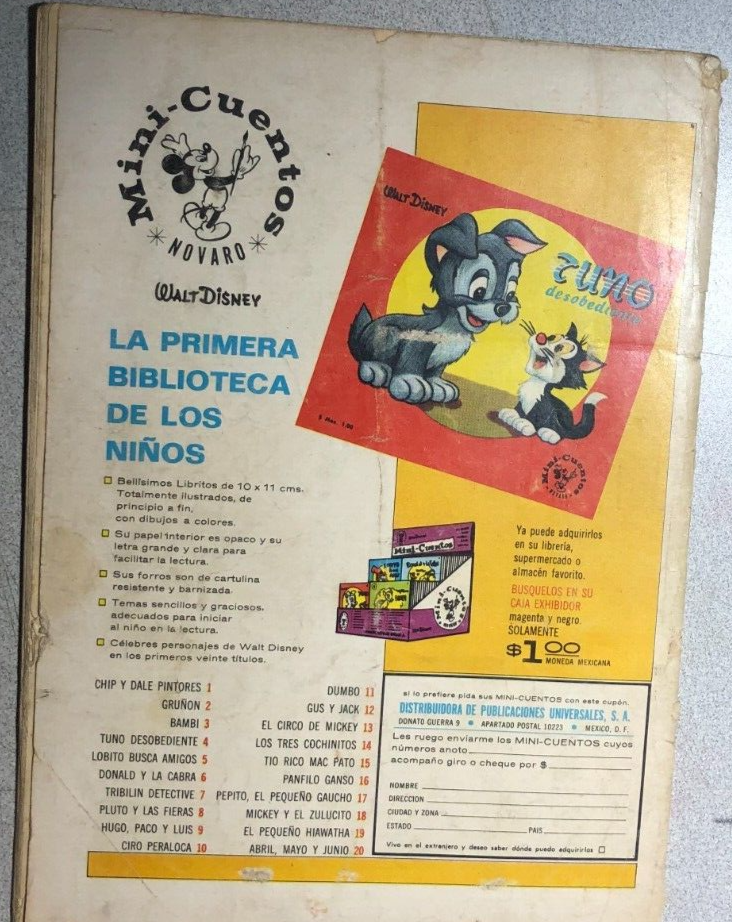 Mini-Cuentos
NOVARO
WALT DISNEY
LA PRIMERA
BIBLIOTECA
DE LOS
NIÑOS
Bellísimos Libritos de 10 x 11 cms.
Totalmente ilustrados, de
principio a fin,
con dibujos a colores.
Su papel interior es opaco y su
letra grande y clara para
facilitar la lectura.
Sus forros son de cartulina
resistente y barnizada.
Temas sencillos y graciosos,
adecuados para iniciar
al niño en la lectura.
Célebres personajes de Walt Disney
en los primeros veinte títulos.
WALT DISNEY
TUNO
desobediente
$ Mex. 1.00
Mini-Cuentos
NOVARO
Mini-Cuentos
Mini-Cuentos
Ya puede adquirirlos
en su librería,
supermercado o
almacén favorito.
BUSQUELOS EN SU
CAJA EXHIBIDOR
magenta y negro.
SOLAMENTE
$1.00
MONEDA MEXICANA
CHIP Y DALE PINTORES 1
GRUÑON 2
BAMBI 3
TUNO DESOBEDIENTE 4
LOBITO BUSCA AMIGOS 5
DONALD Y LA CABRA 6
TRIBILIN DETECTIVE 7
PLUTO Y LAS FIERAS 8
HUGO, PACO Y LUIS 9
CIRO PERALOCA 10
DUMBO 11
GUS Y JACK 12
EL CIRCO DE MICKEY 13
LOS TRES COCHINITOS 14
TIO RICO MAC PATO 15
PANFILO GANSO 16
PEPITO, EL PEQUEÑO GAUCHO 17
MICKEY Y EL ZULUCITO 18
EL PEQUEÑO HIAWATHA 19
ABRIL, MAYO Y JUNIO 20
si lo prefiere pida sus MINI-CUENTOS con este cupón.
DISTRIBUIDORA DE PUBLICACIONES UNIVERSALES, S. A.
DONATO GUERRA 9 • APARTADO POSTAL 10223 • MEXICO, D. F.
Les ruego enviarme los MINI-CUENTOS cuyos
números anoto
acompaño giro o cheque por $
NOMBRE
DIRECCION
CIUDAD Y ZONA
ESTADO PAIS
Vivo en el extranjero y deseo saber dónde puedo adquirirlos